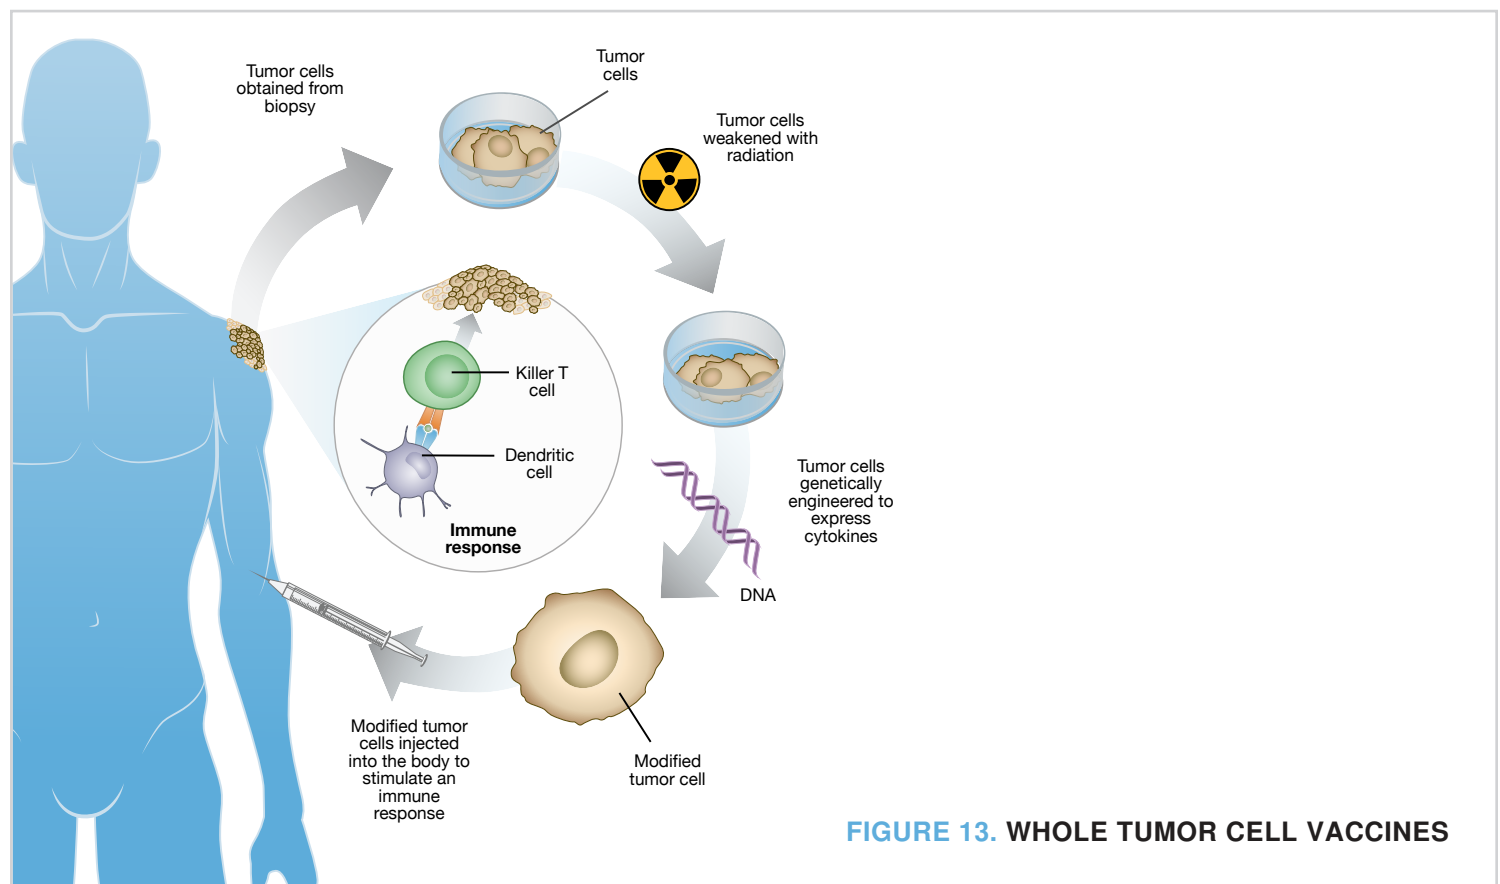 Tumor cells
obtained from
biopsy
Tumor
cells
Tumor cells
weakened with
radiation
Killer T
cell
Dendritic
cell
Immune
response
Tumor cells
genetically
engineered to
express
cytokines
DNA
Modified tumor
cells injected
into the body to
stimulate an
immune
response
Modified
tumor cell
FIGURE 13. WHOLE TUMOR CELL VACCINES